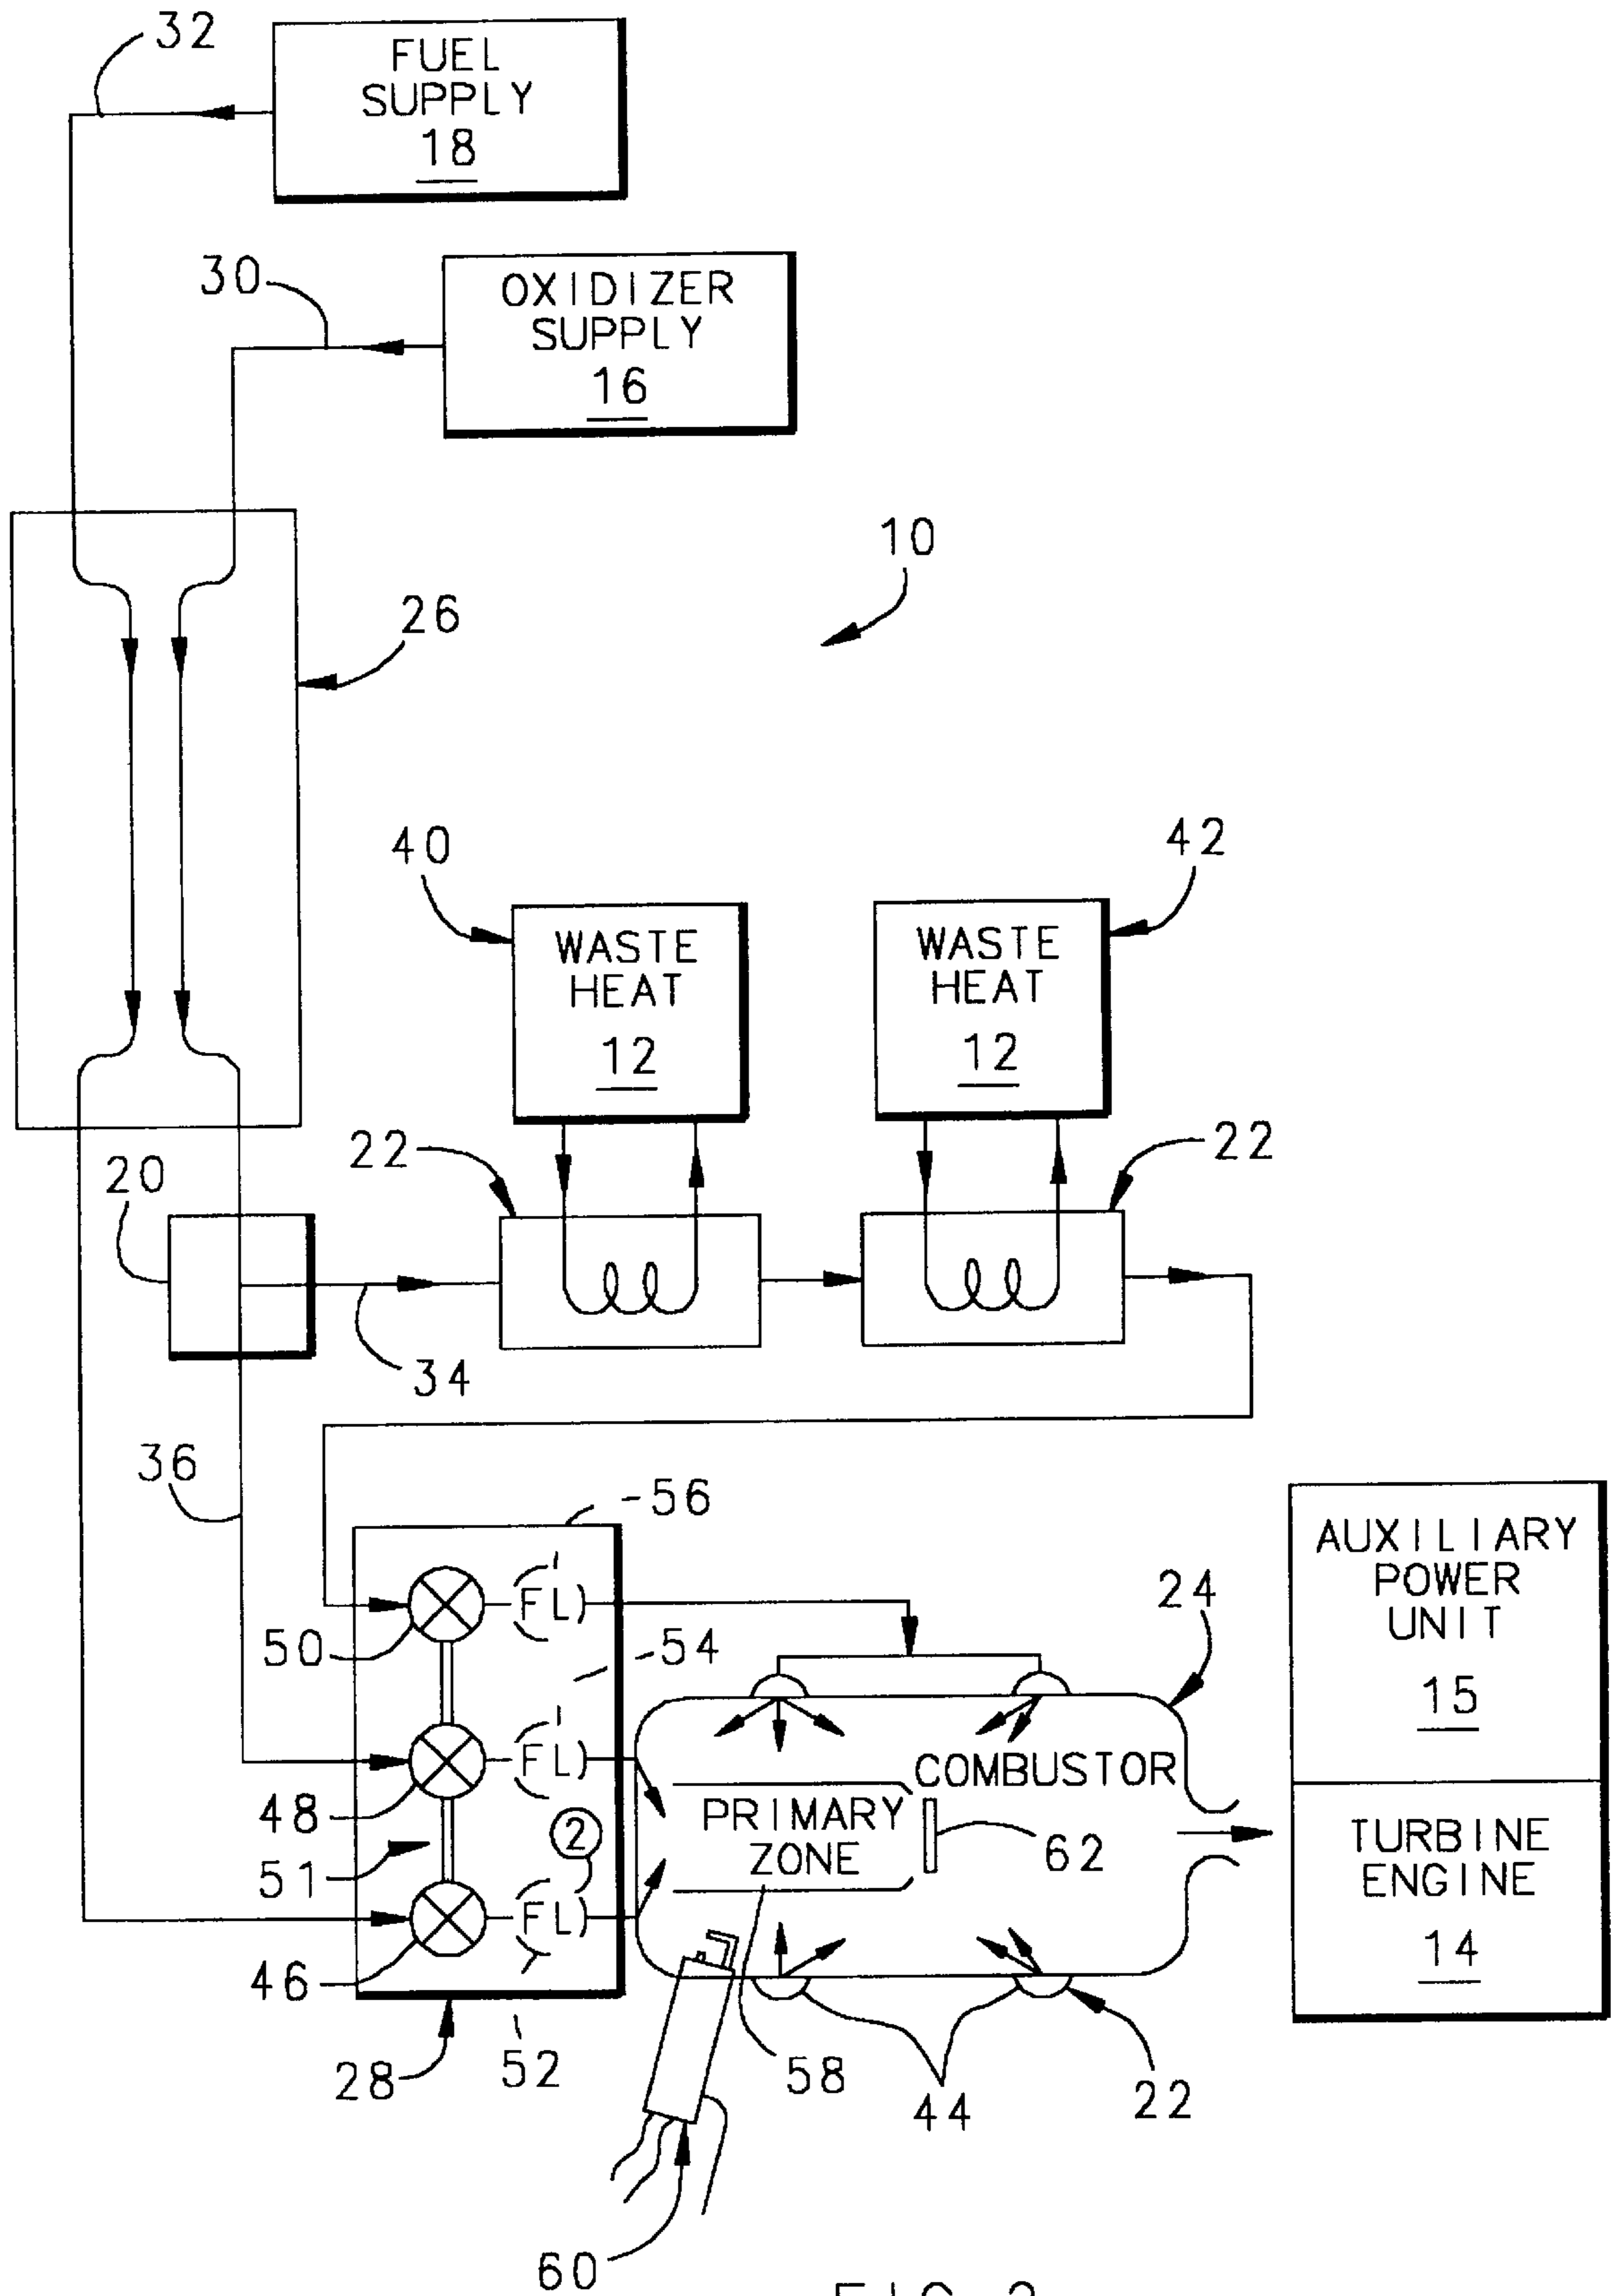 32
FUEL
SUPPLY
18
30
OXIDIZER
SUPPLY
16
10
26
40
42
WASTE
HEAT
12
WASTE
HEAT
12
22
22
20
34
36
56
AUXILIARY
POWER
UNIT
15
24
FL
50
54
FL
COMBUSTOR
48
PRIMARY
ZONE
2
62
TURBINE
ENGINE
14
51
FL
46
28
52
58
44
22
60